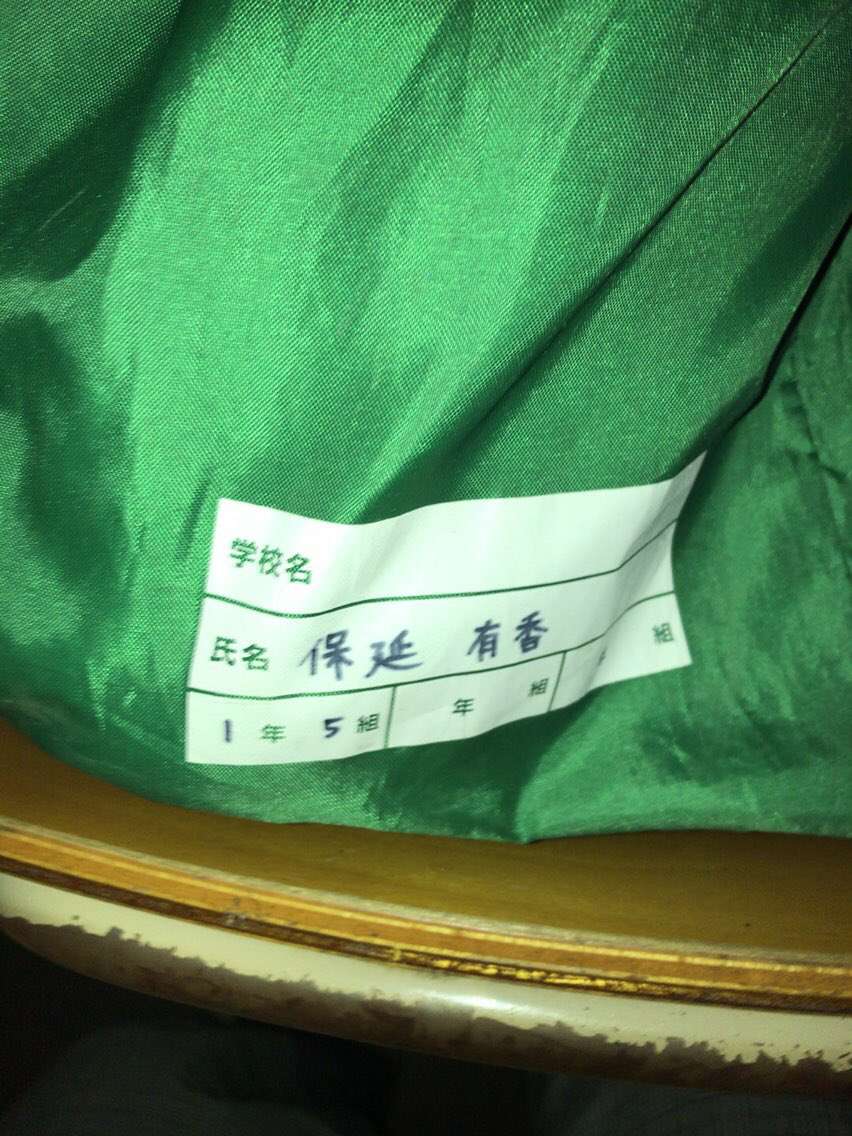 学校名
氏名 保延 有香
1年 5組 年 組 組